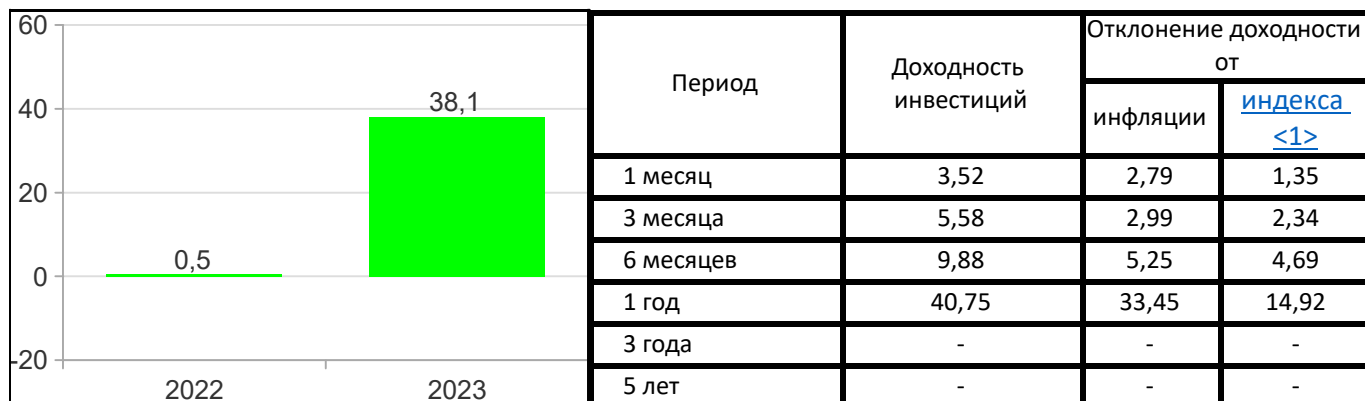 60
40
20
0
-20
0,5
38,1
2022
2023
Период
Доходность
инвестиций
Отклонение доходности
от
инфляции
индекса
<1>
1 месяц 3,52 2,79 1,35
3 месяца 5,58 2,99 2,34
6 месяцев 9,88 5,25 4,69
1 год 40,75 33,45 14,92
3 года - - -
5 лет - - -